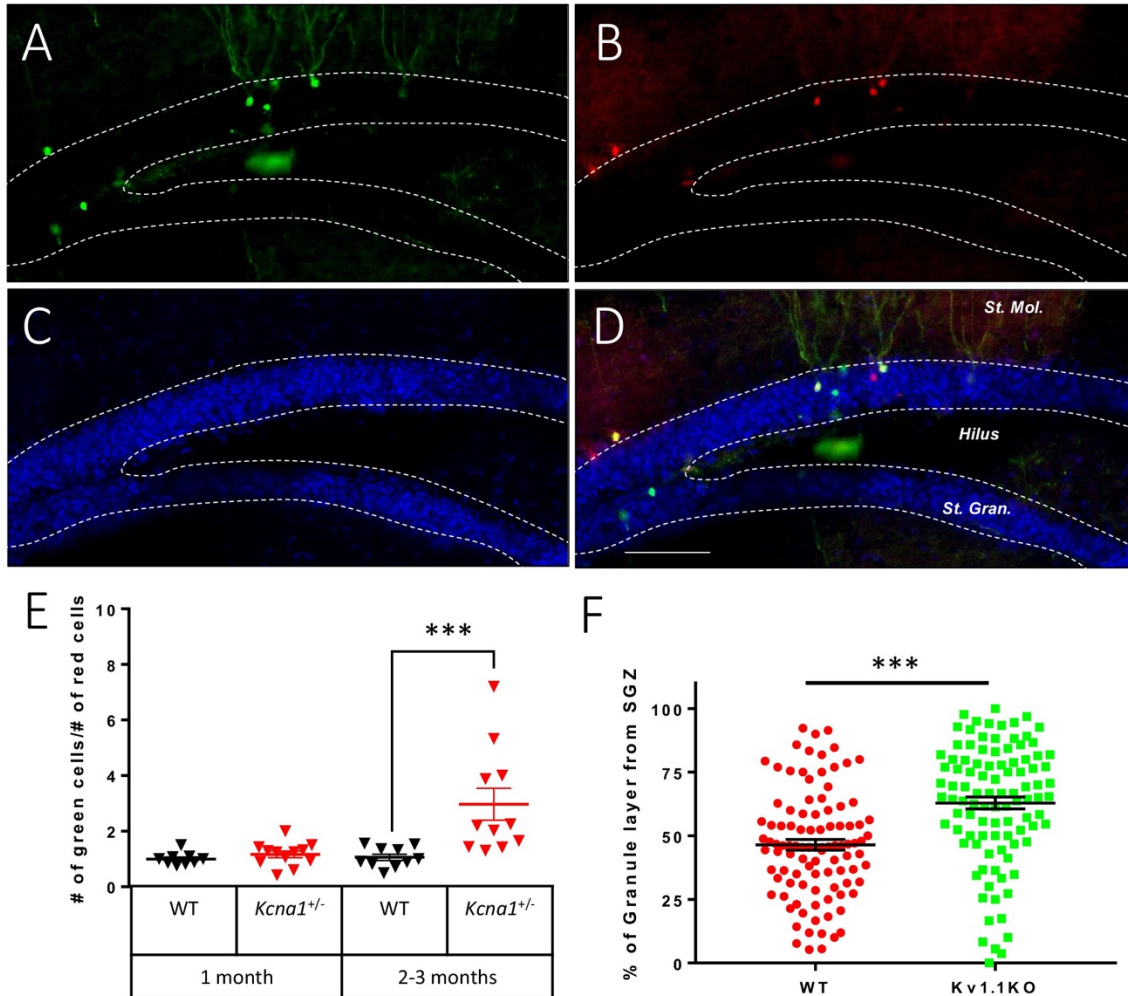 A
B
C
D
St. Mol.
Hilus
St. Gran.
E
# of green cells/# of red cells
10
8
6
4
2
0
***
WT
Kcna1+/-
WT
Kcna1+/-
1 month
2-3 months
F
% of Granule layer from SGZ
100
75
50
25
0
***
WT
Kv1.1KO